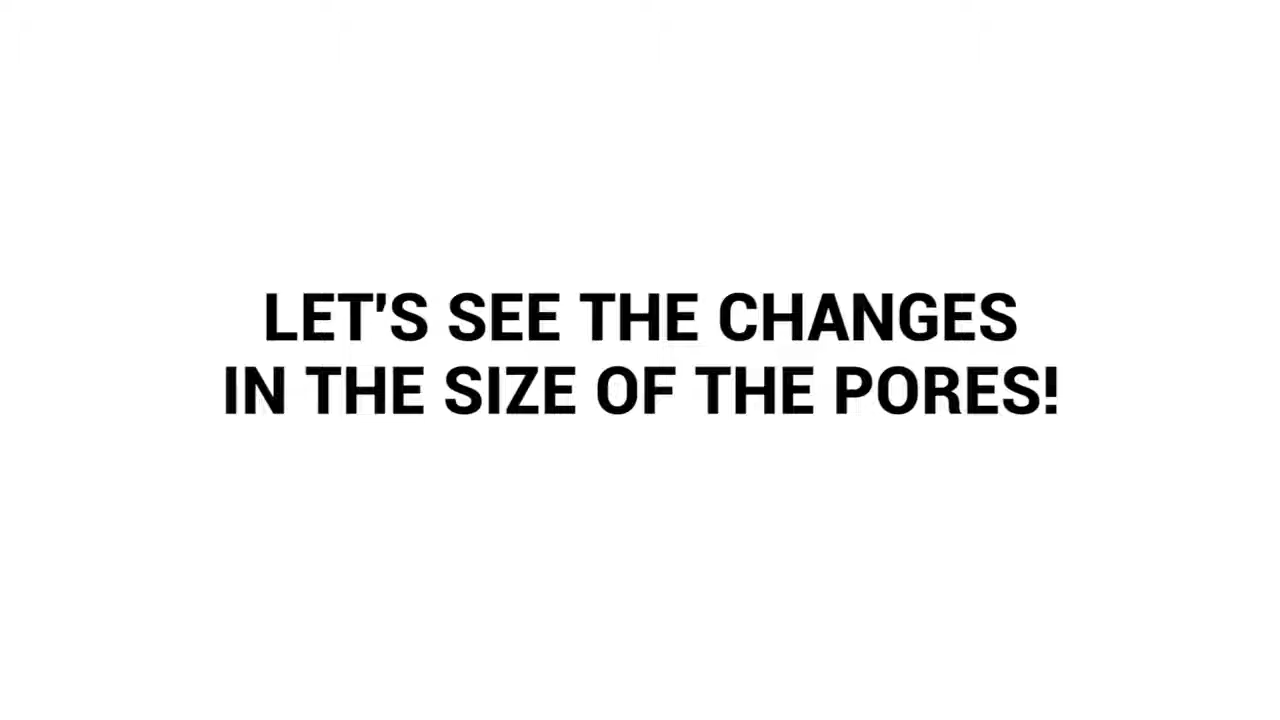 LET'S SEE THE CHANGES
IN THE SIZE OF THE PORES!